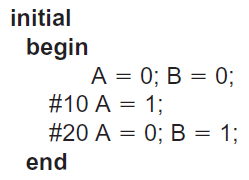 initial
begin
A = 0; B = 0;
#10 A = 1;
#20 A = 0; B = 1;
end